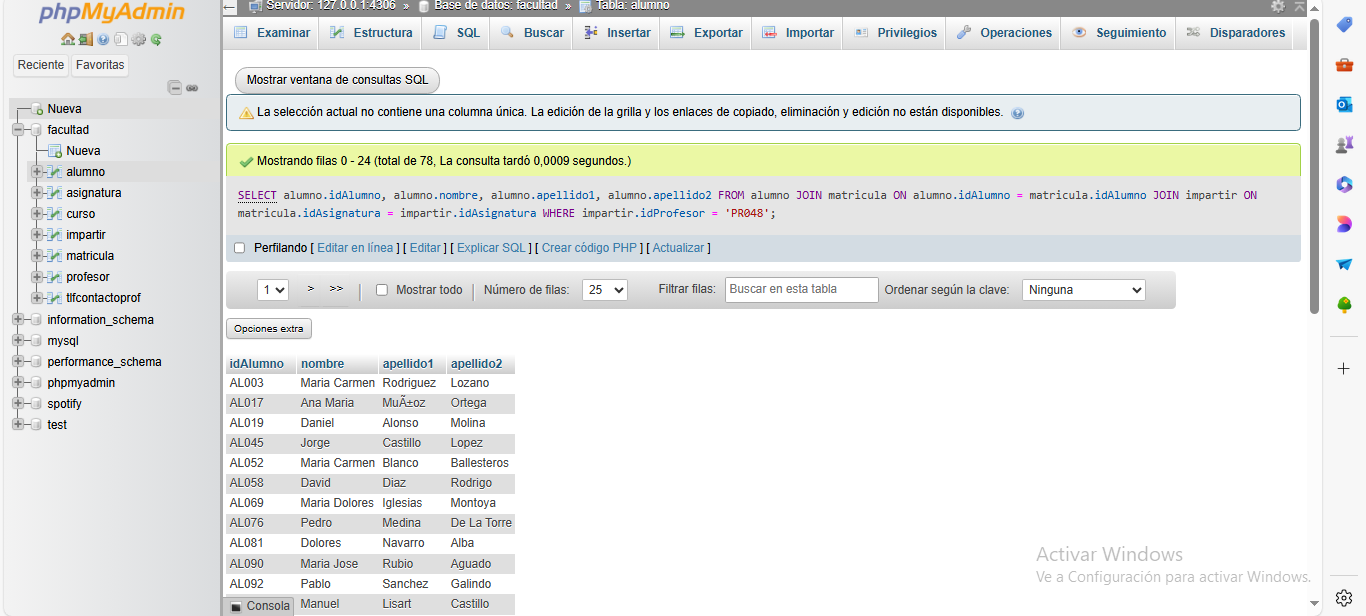 phpMyAdmin
Reciente Favoritas
Nueva
facultad
Nueva
alumno
asignatura
curso
impartir
matricula
profesor
tlfcontactoprof
information_schema
mysql
performance_schema
phpmyadmin
spotify
test
Servidor: 127.0.0.1:4306 » Base de datos: facultad » Tabla: alumno
Examinar Estructura SQL Buscar Insertar Exportar Importar Privilegios Operaciones Seguimiento Disparadores
Mostrar ventana de consultas SQL
La selección actual no contiene una columna única. La edición de la grilla y los enlaces de copiado, eliminación y edición no están disponibles.
Mostrando filas 0 - 24 (total de 78, La consulta tardó 0,0009 segundos.)
SELECT alumno.idAlumno, alumno.nombre, alumno.apellido1, alumno.apellido2 FROM alumno JOIN matricula ON alumno.idAlumno = matricula.idAlumno JOIN impartir ON
matricula.idAsignatura = impartir.idAsignatura WHERE impartir.idProfesor = 'PR048';
Perfilando [ Editar en línea ] [ Editar ] [ Explicar SQL ] [ Crear código PHP ] [ Actualizar ]
1 > >> | Mostrar todo | Número de filas: 25 Filtrar filas: Buscar en esta tabla Ordenar según la clave: Ninguna
Opciones extra
idAlumno nombre apellido1 apellido2
AL003 Maria Carmen Rodriguez Lozano
AL017 Ana Maria MuÃ±oz Ortega
AL019 Daniel Alonso Molina
AL045 Jorge Castillo Lopez
AL052 Maria Carmen Blanco Ballesteros
AL058 David Diaz Rodrigo
AL069 Maria Dolores Iglesias Montoya
AL076 Pedro Medina De La Torre
AL081 Dolores Navarro Alba
AL090 Maria Jose Rubio Aguado
AL092 Pablo Sanchez Galindo
Consola Manuel Lisart Castillo
Activar Windows
Ve a Configuración para activar Windows.